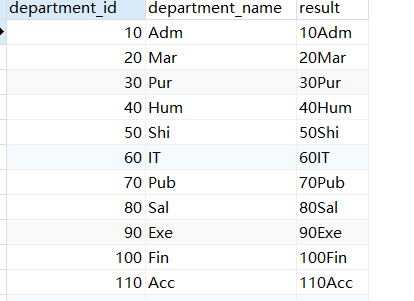 department_id department_name result
10 Adm 10Adm
20 Mar 20Mar
30 Pur 30Pur
40 Hum 40Hum
50 Shi 50Shi
60 IT 60IT
70 Pub 70Pub
80 Sal 80Sal
90 Exe 90Exe
100 Fin 100Fin
110 Acc 110Acc